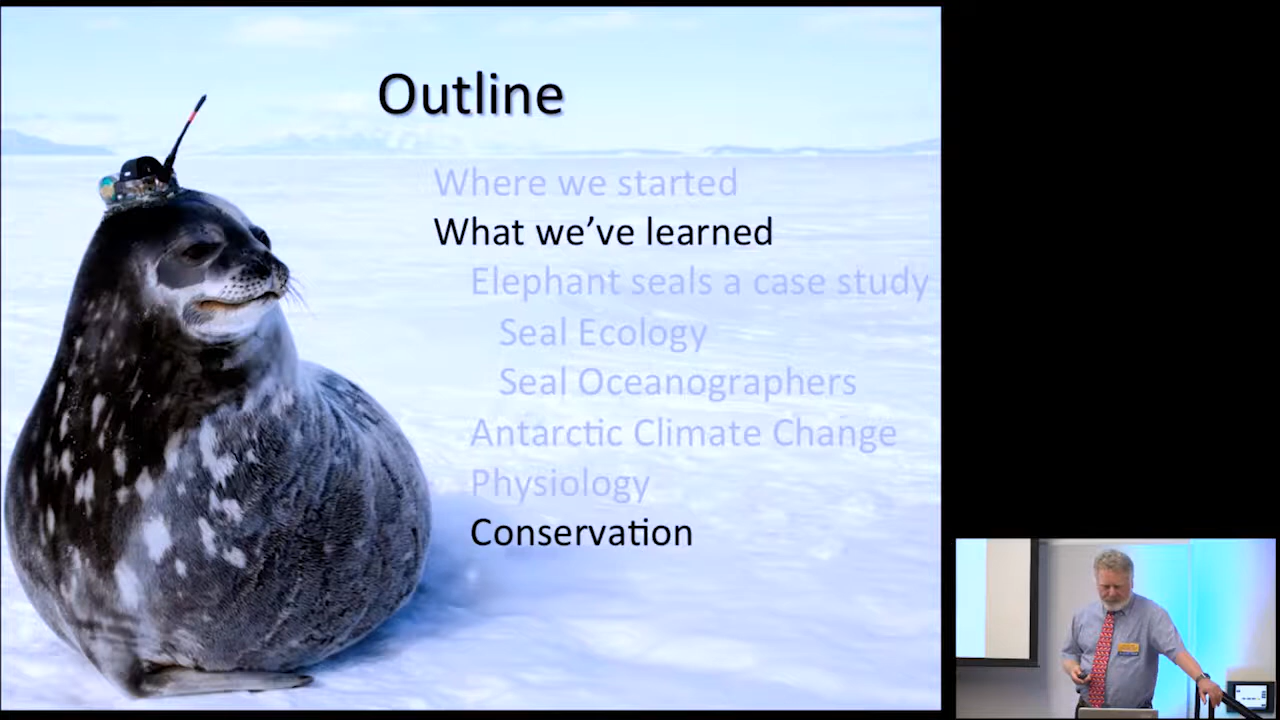 Outline
Where we started
What we've learned
Elephant seals a case study
Seal Ecology
Seal Oceanographers
Antarctic Climate Change
Physiology
Conservation